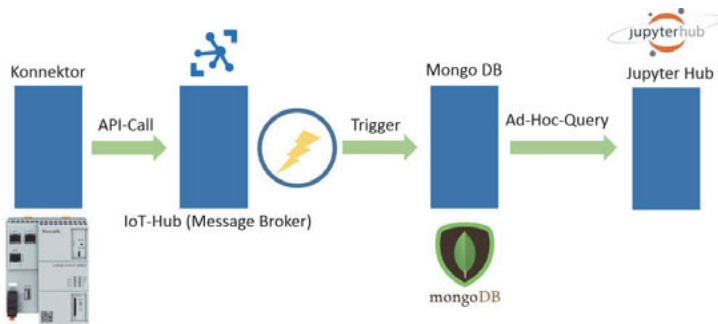 jupyterhub
Konnektor
Mongo DB
Jupyter Hub
API-Call
Trigger
Ad-Hoc-Query
IoT-Hub (Message Broker)
mongoDB